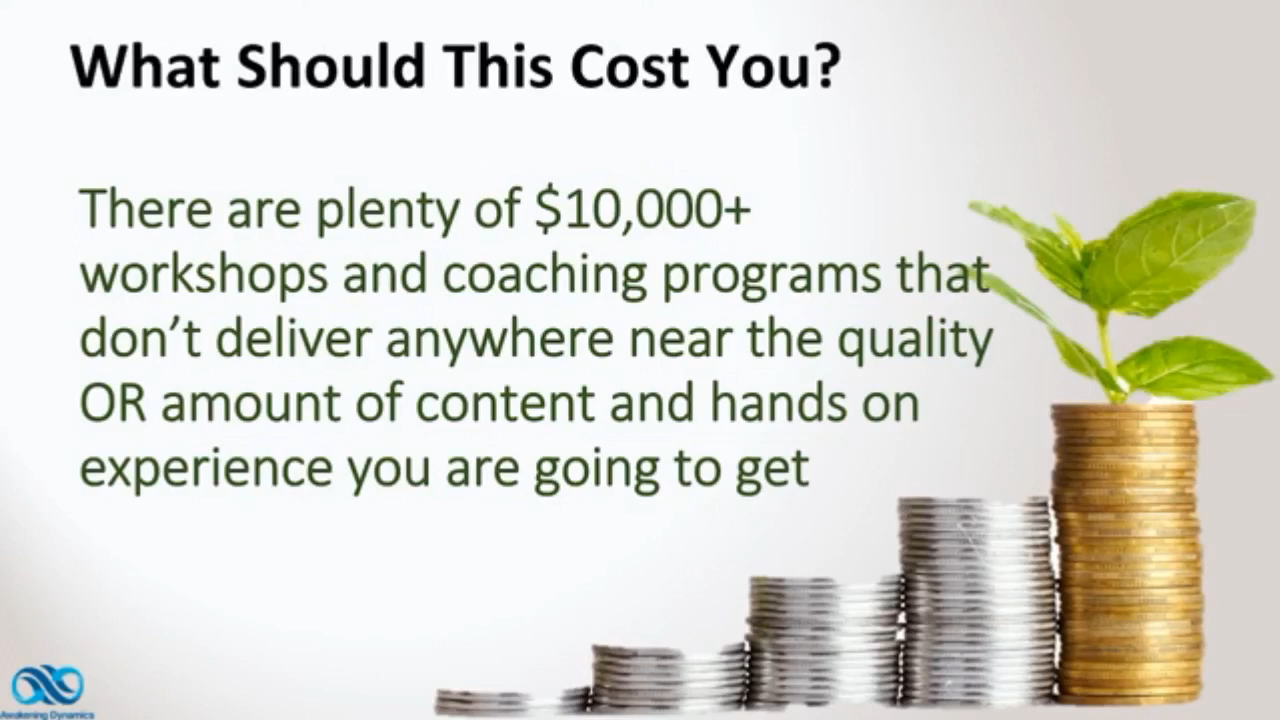 What Should This Cost You?
There are plenty of $10,000+
workshops and coaching programs that
don’t deliver anywhere near the quality
OR amount of content and hands on
experience you are going to get
Awakening Dynamics